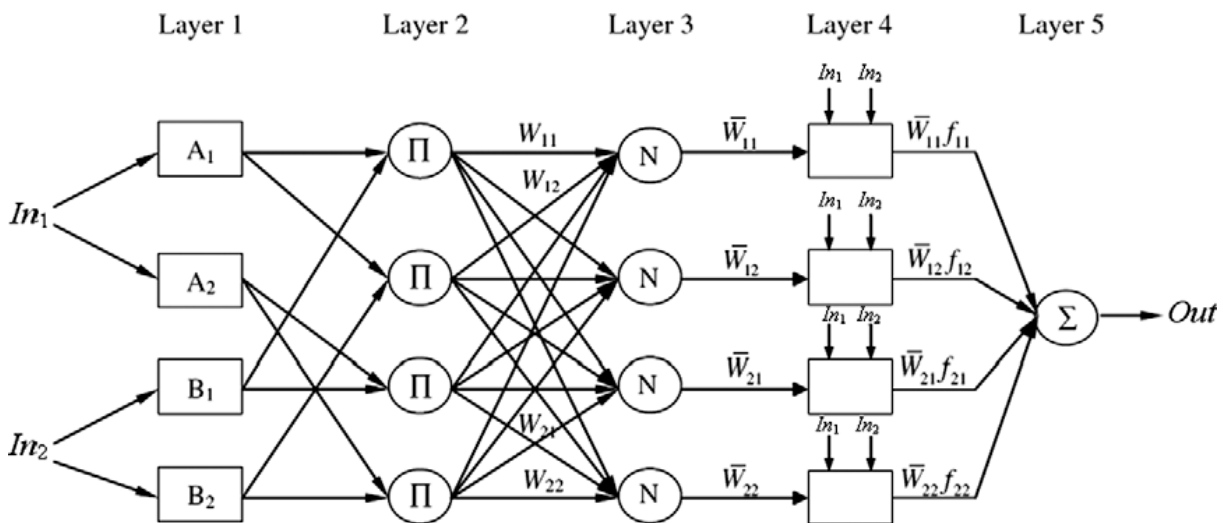 Layer 1 Layer 2 Layer 3 Layer 4 Layer 5
In₁ In₂
A₁ Π W₁₁ N W̄₁₁ W̄₁₁f₁₁
W₁₂
In₁ In₁ In₂
A₂ Π N W̄₁₂ W̄₁₂f₁₂
In₁ In₂ Σ Out
B₁ Π N W̄₂₁ W̄₂₁f₂₁
In₂ W₂₁ In₁ In₂
B₂ Π W₂₂ N W̄₂₂ W̄₂₂f₂₂